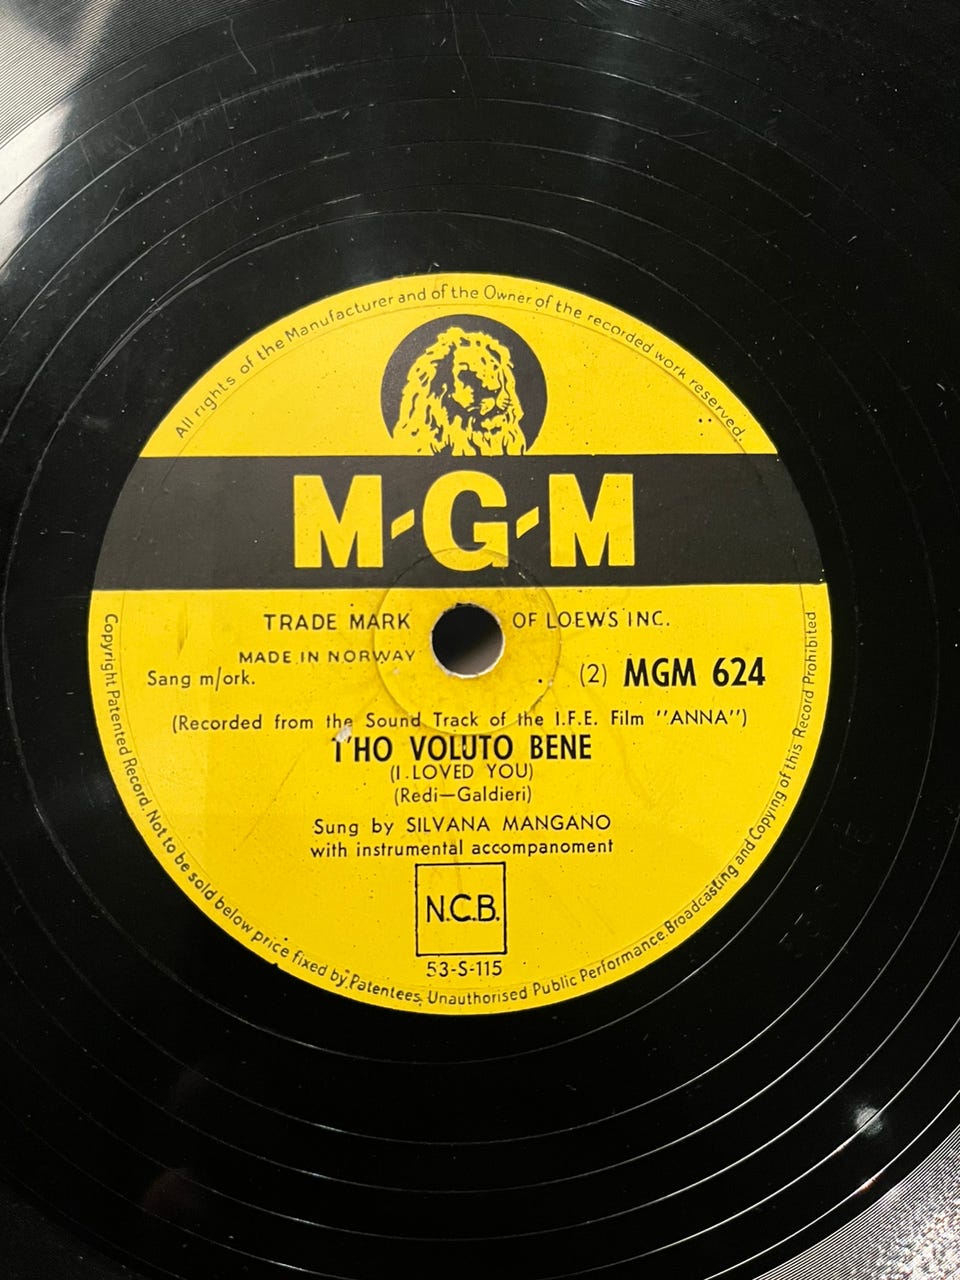 All rights of the Manufacturer and of the Owner of the recorded work reserved.
M-G-M
TRADE MARK OF LOEWS INC.
MADE IN NORWAY
Sang m/ork. (2) MGM 624
(Recorded from the Sound Track of the I.F.E. Film "ANNA")
T'HO VOLUTO BENE
(I LOVED YOU)
(Redi—Galdieri)
Sung by SILVANA MANGANO
with instrumental accompanoment
N.C.B.
53-S-115
Copyright Patented Record. Not to be sold below price fixed by Patentees. Unauthorised Public Performance. Broadcasting and Copying of this Record Prohibited